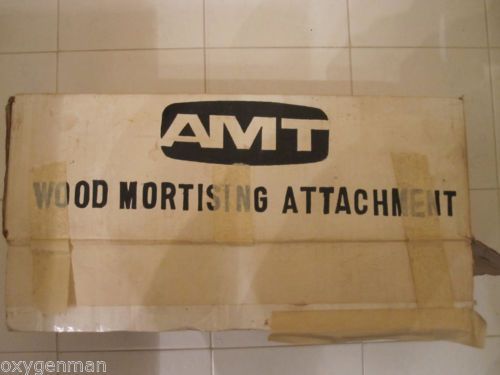 AMT
WOOD MORTISING ATTACHMENT
oxygenman